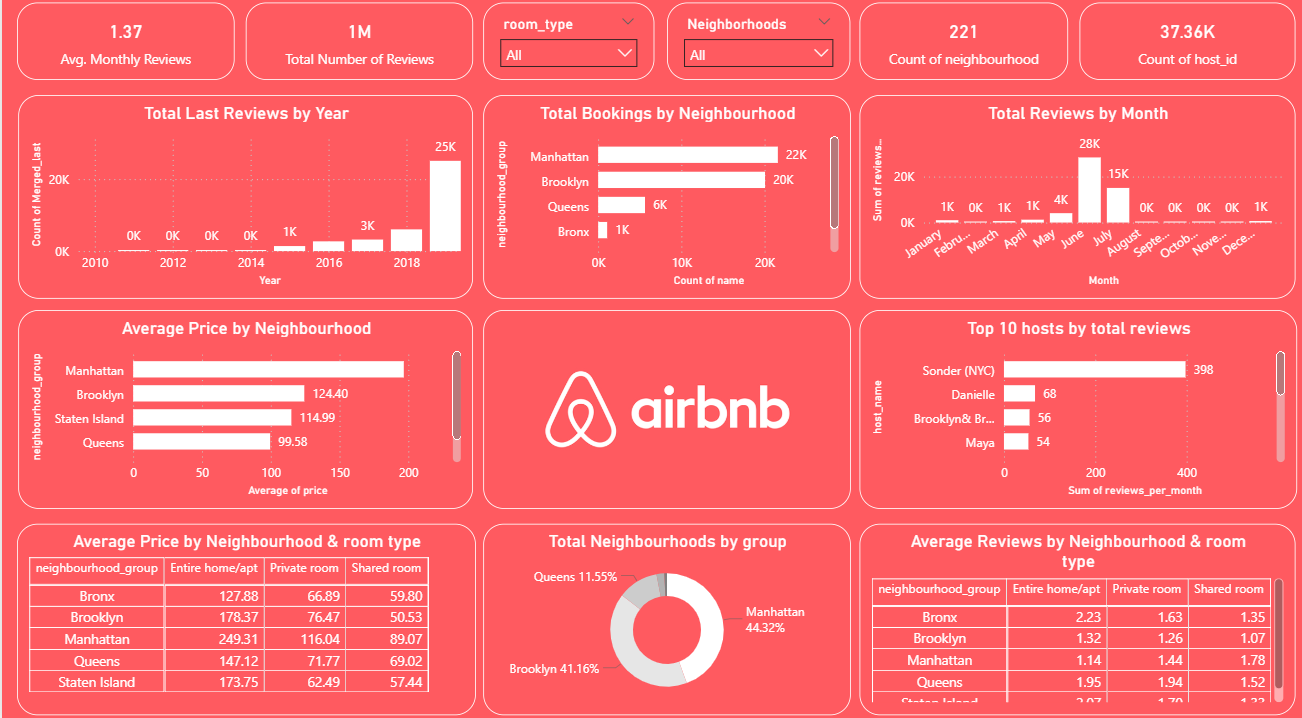 1.37
Avg. Monthly Reviews
1M
Total Number of Reviews
room_type
All
Neighborhoods
All
221
Count of neighbourhood
37.36K
Count of host_id
Total Last Reviews by Year
Count of Merged_last
20K
0K
0K
0K
0K
0K
1K
3K
25K
2010
2012
2014
2016
2018
Year
Total Bookings by Neighbourhood
neighbourhood_group
Manhattan
22K
Brooklyn
20K
Queens
6K
Bronx
1K
0K
10K
20K
Count of name
Total Reviews by Month
Sum of reviews...
20K
0K
1K
0K
1K
1K
4K
28K
15K
0K
0K
0K
0K
1K
January
Febru...
March
April
May
June
July
August
Septe...
Octob...
Nove...
Dece...
Month
Average Price by Neighbourhood
neighbourhood_group
Manhattan
Brooklyn
124.40
Staten Island
114.99
Queens
99.58
0
50
100
150
200
Average of price
airbnb
Top 10 hosts by total reviews
host_name
Sonder (NYC)
398
Danielle
68
Brooklyn& Br...
56
Maya
54
0
200
400
Sum of reviews_per_month
Average Price by Neighbourhood & room type
neighbourhood_group Entire home/apt Private room Shared room
Bronx 127.88 66.89 59.80
Brooklyn 178.37 76.47 50.53
Manhattan 249.31 116.04 89.07
Queens 147.12 71.77 69.02
Staten Island 173.75 62.49 57.44
Total Neighbourhoods by group
Queens 11.55%
Manhattan
44.32%
Brooklyn 41.16%
Average Reviews by Neighbourhood & room
type
neighbourhood_group Entire home/apt Private room Shared room
Bronx 2.23 1.63 1.35
Brooklyn 1.32 1.26 1.07
Manhattan 1.14 1.44 1.78
Queens 1.95 1.94 1.52
Staten Island